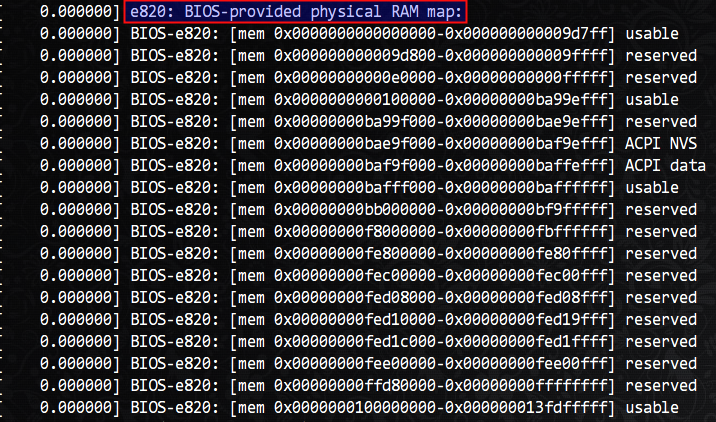 0.000000] e820: BIOS-provided physical RAM map:
0.000000] BIOS-e820: [mem 0x0000000000000000-0x000000000009d7ff] usable
0.000000] BIOS-e820: [mem 0x000000000009d800-0x000000000009ffff] reserved
0.000000] BIOS-e820: [mem 0x00000000000e0000-0x00000000000fffff] reserved
0.000000] BIOS-e820: [mem 0x0000000000100000-0x00000000ba99efff] usable
0.000000] BIOS-e820: [mem 0x00000000ba99f000-0x00000000bae9efff] reserved
0.000000] BIOS-e820: [mem 0x00000000bae9f000-0x00000000baf9efff] ACPI NVS
0.000000] BIOS-e820: [mem 0x00000000baf9f000-0x00000000baffefff] ACPI data
0.000000] BIOS-e820: [mem 0x00000000bafff000-0x00000000baffffff] usable
0.000000] BIOS-e820: [mem 0x00000000bb000000-0x00000000bf9fffff] reserved
0.000000] BIOS-e820: [mem 0x00000000f8000000-0x00000000fbffffff] reserved
0.000000] BIOS-e820: [mem 0x00000000fe800000-0x00000000fe80ffff] reserved
0.000000] BIOS-e820: [mem 0x00000000fec00000-0x00000000fec00fff] reserved
0.000000] BIOS-e820: [mem 0x00000000fed08000-0x00000000fed08fff] reserved
0.000000] BIOS-e820: [mem 0x00000000fed10000-0x00000000fed19fff] reserved
0.000000] BIOS-e820: [mem 0x00000000fed1c000-0x00000000fed1ffff] reserved
0.000000] BIOS-e820: [mem 0x00000000fee00000-0x00000000fee00fff] reserved
0.000000] BIOS-e820: [mem 0x00000000ffd80000-0x00000000ffffffff] reserved
0.000000] BIOS-e820: [mem 0x0000000100000000-0x000000013fdfffff] usable